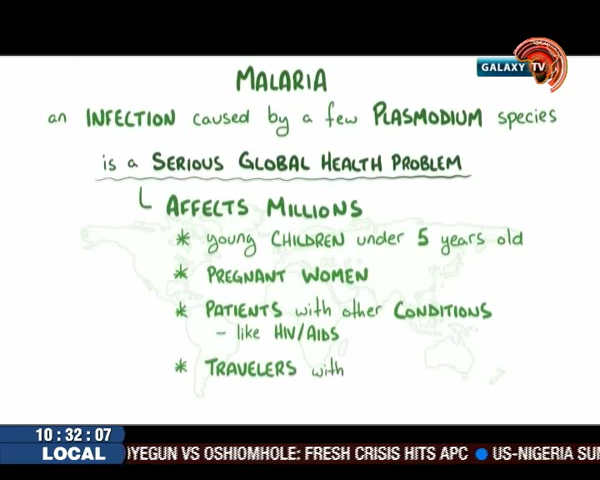 GALAXY TV
MALARIA
an INFECTION caused by a few PLASMODIUM species
is a SERIOUS GLOBAL HEALTH PROBLEM
AFFECTS MILLIONS
* young CHILDREN under 5 years old
* PREGNANT WOMEN
* PATIENTS with other CONDITIONS
- like HIV/AIDS
* TRAVELERS with
10:32:07
LOCAL
OYEGUN VS OSHIOMHOLE: FRESH CRISIS HITS APC ● US-NIGERIA